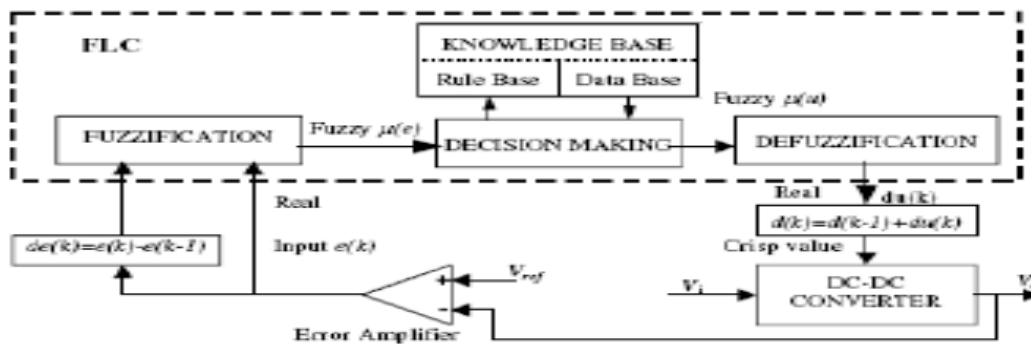 FLC
KNOWLEDGE BASE
Rule Base
Data Base
FUZZIFICATION
Fuzzy μ(e)
DECISION MAKING
Fuzzy μ(u)
DEFUZZIFICATION
Real
Real
du(k)
de(k)=e(k)-e(k-1)
Input e(k)
d(k)=d(k-1)+du(k)
Crisp value
+
Vref
-
Vi
DC-DC
CONVERTER
Error Amplifier